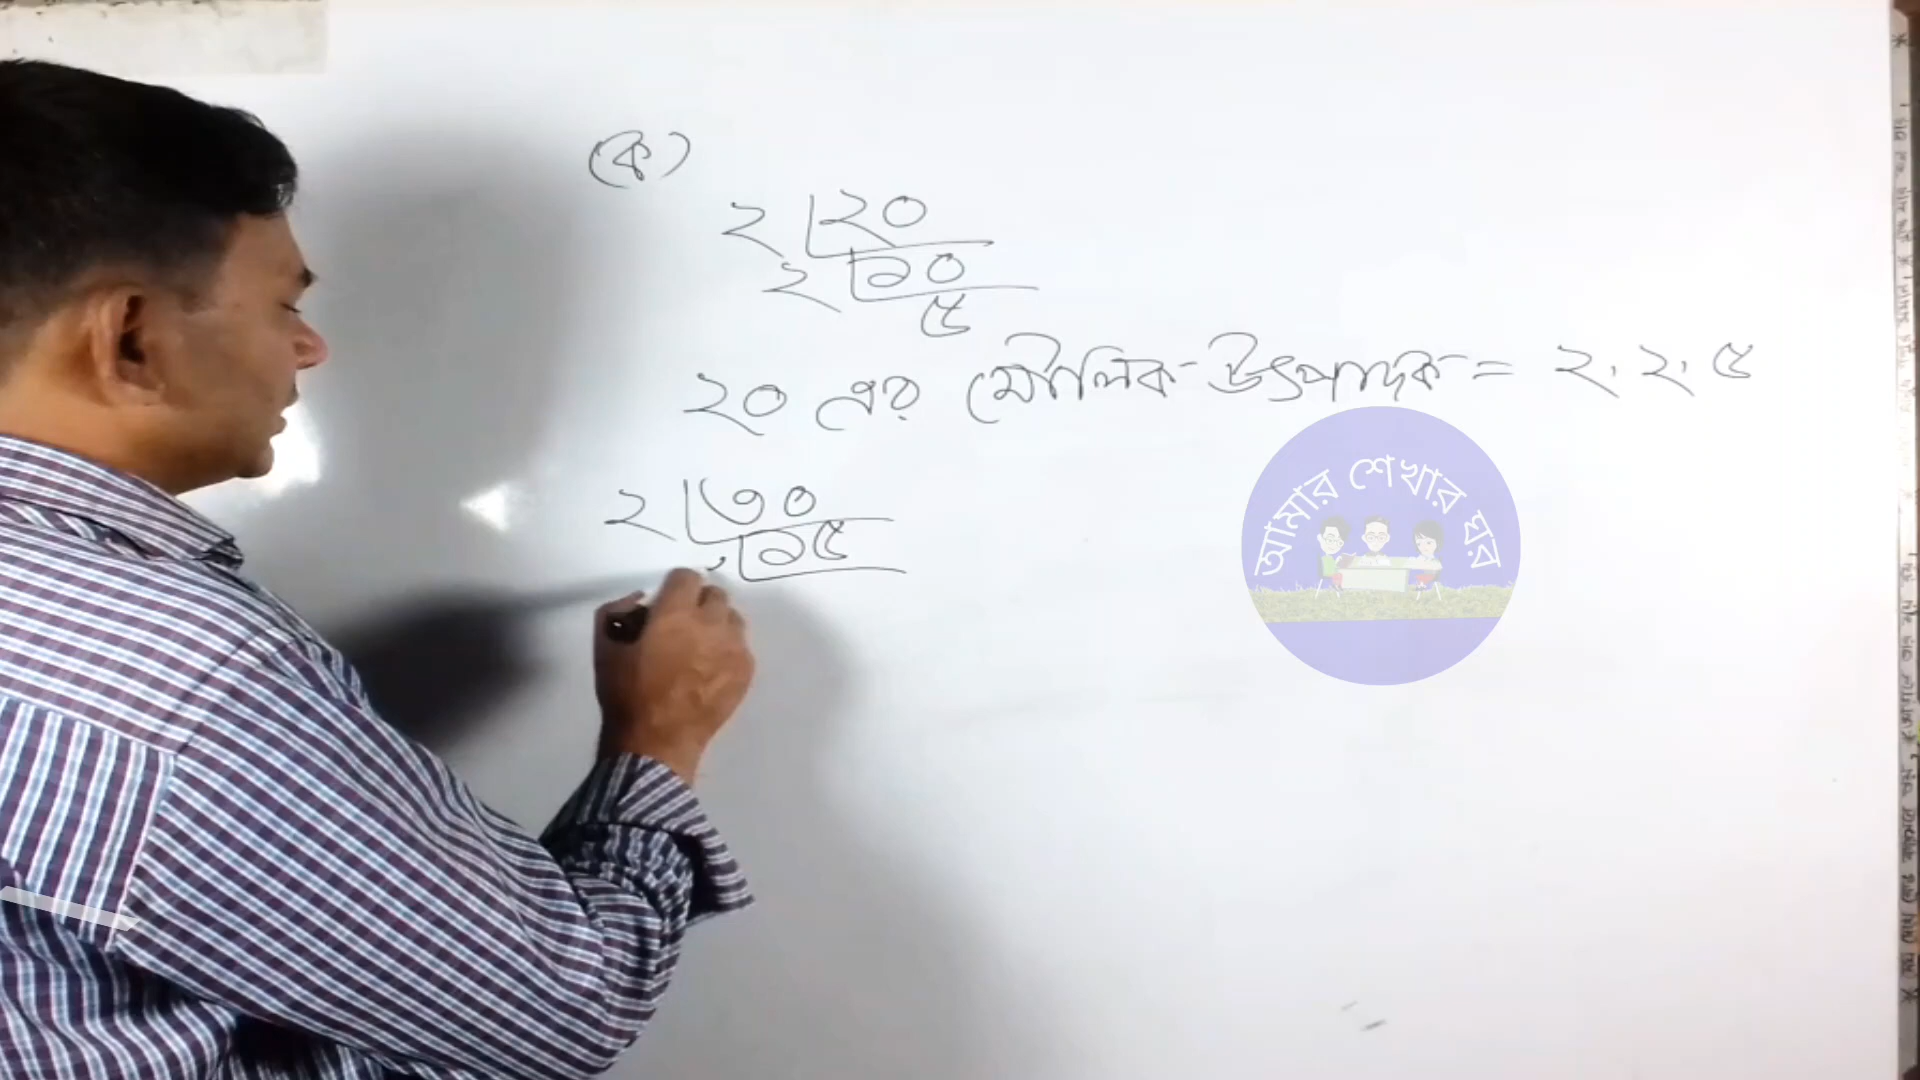 (ক)
২ | ২০
২ | ১০
৫
২০ এর মৌলিক উৎপাদক = ২, ২, ৫
২ | ৩০
১৫
আমার শেখার ঘর